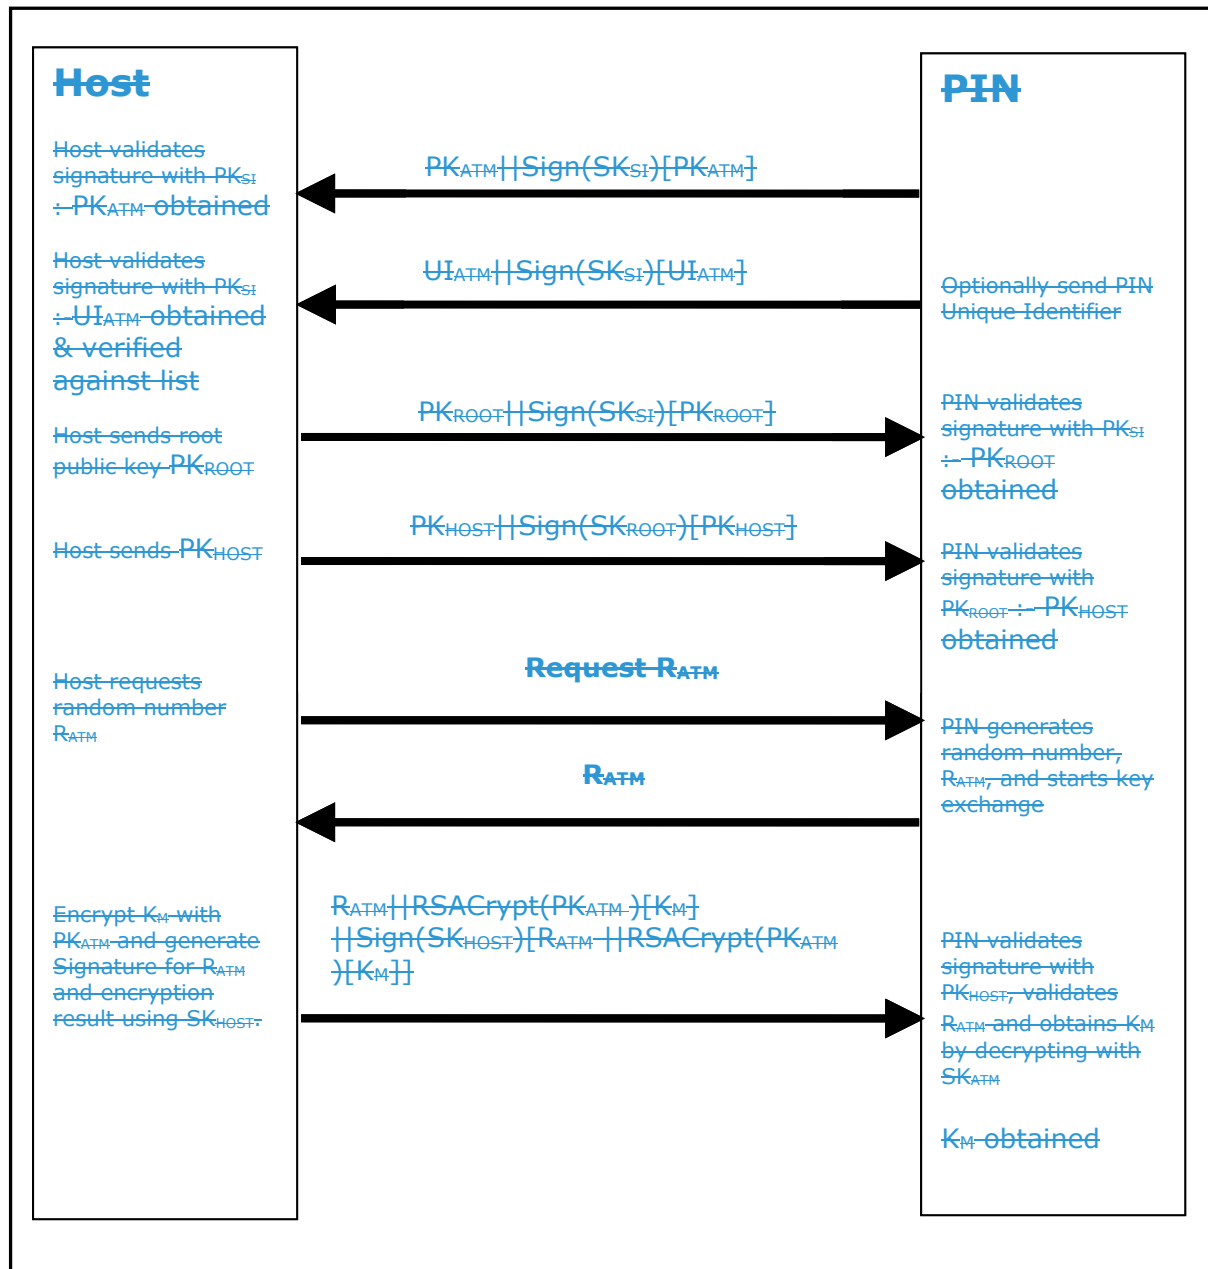 Host
Host validates
signature with PKSI
:-PKATM obtained
Host validates
signature with PKSI
:-UIATM obtained
& verified
against list
Host sends root
public key PKROOT
Host sends PKHOST
Host requests
random number
RATM
Encrypt KM with
PKATM and generate
Signature for RATM
and encryption
result using SKHOST.
PKATM||Sign(SKSI)[PKATM]
UIATM||Sign(SKSI)[UIATM]
PKROOT||Sign(SKSI)[PKROOT]
PKHOST||Sign(SKROOT)[PKHOST]
Request RATM
RATM
RATM||RSACrypt(PKATM )[KM]
||Sign(SKHOST)[RATM ||RSACrypt(PKATM
)[KM]]
PIN
Optionally send PIN
Unique Identifier
PIN validates
signature with PKSI
:- PKROOT
obtained
PIN validates
signature with
PKROOT :- PKHOST
obtained
PIN generates
random number,
RATM, and starts key
exchange
PIN validates
signature with
PKHOST, validates
RATM and obtains KM
by decrypting with
SKATM
KM obtained